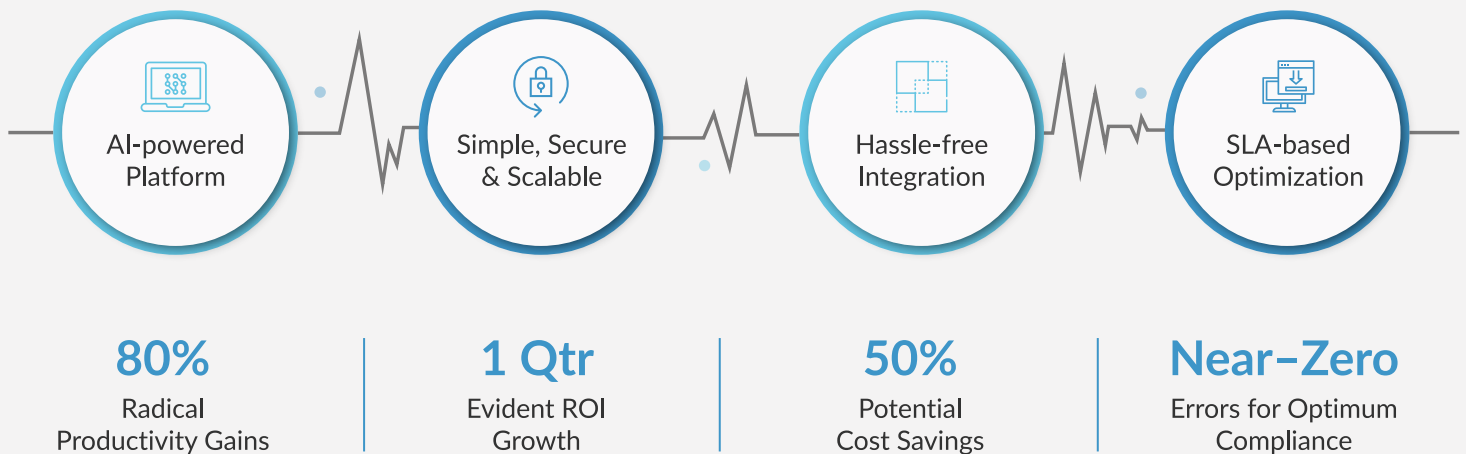 AI-powered
Platform
Simple, Secure
& Scalable
Hassle-free
Integration
SLA-based
Optimization
80%
Radical
Productivity Gains
1 Qtr
Evident ROI
Growth
50%
Potential
Cost Savings
Near–Zero
Errors for Optimum
Compliance